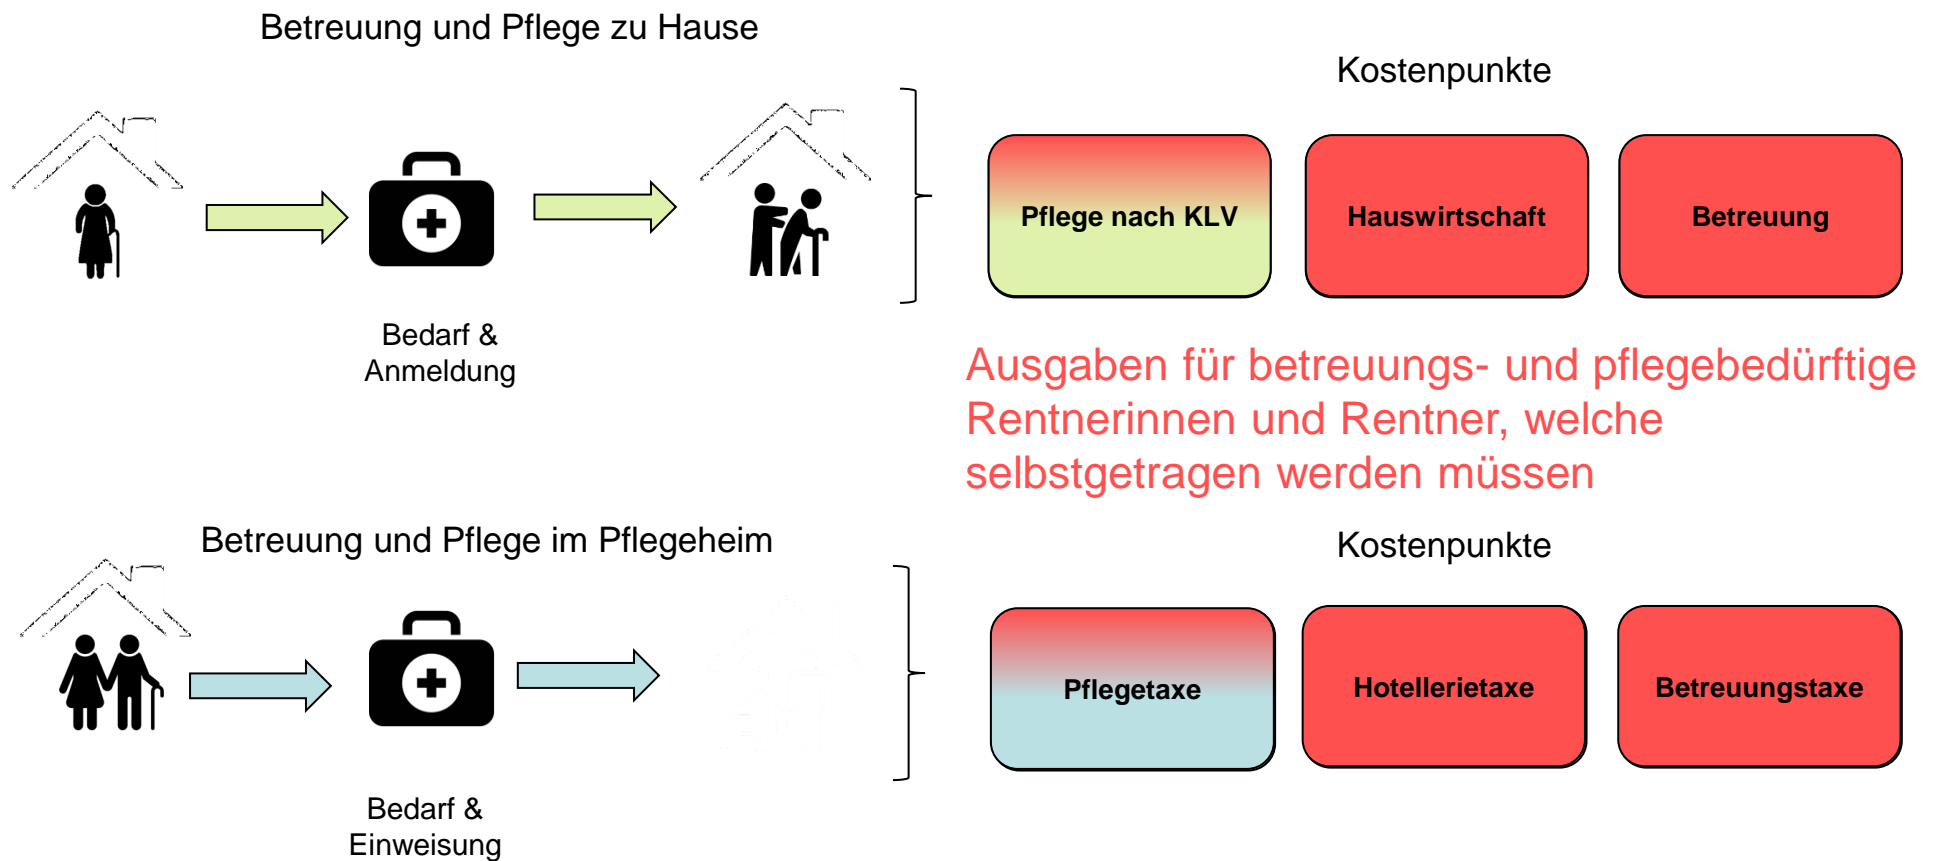 Betreuung und Pflege zu Hause
Kostenpunkte
Pflege nach KLV
Hauswirtschaft
Betreuung
Bedarf &
Anmeldung
Ausgaben für betreuungs- und pflegebedürftige
Rentnerinnen und Rentner, welche
selbstgetragen werden müssen
Betreuung und Pflege im Pflegeheim
Kostenpunkte
Pflegetaxe
Hotellerietaxe
Betreuungstaxe
Bedarf &
Einweisung